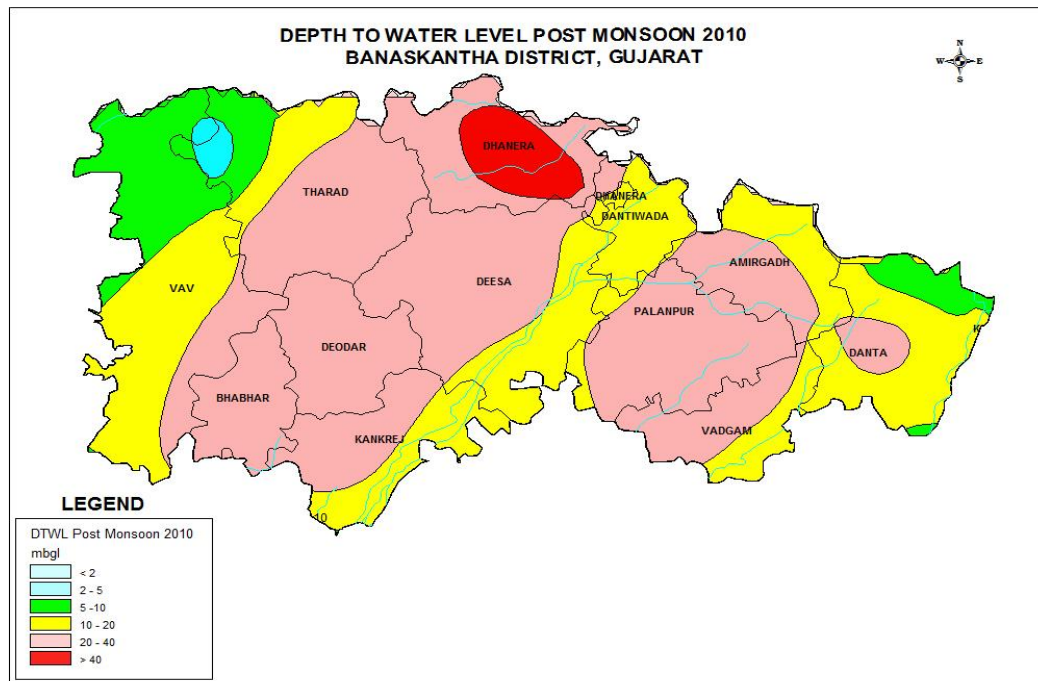 DEPTH TO WATER LEVEL POST MONSOON 2010
BANASKANTHA DISTRICT, GUJARAT
N
W E
S
DHANERA
THARAD
DHANERA
DANTIWADA
AMIRGADH
VAV
DEESA
PALANPUR
K
DEODAR
DANTA
BHABHAR
VADGAM
KANKREJ
10
LEGEND
DTWL Post Monsoon 2010
mbgl
< 2
2 - 5
5 -10
10 - 20
20 - 40
> 40